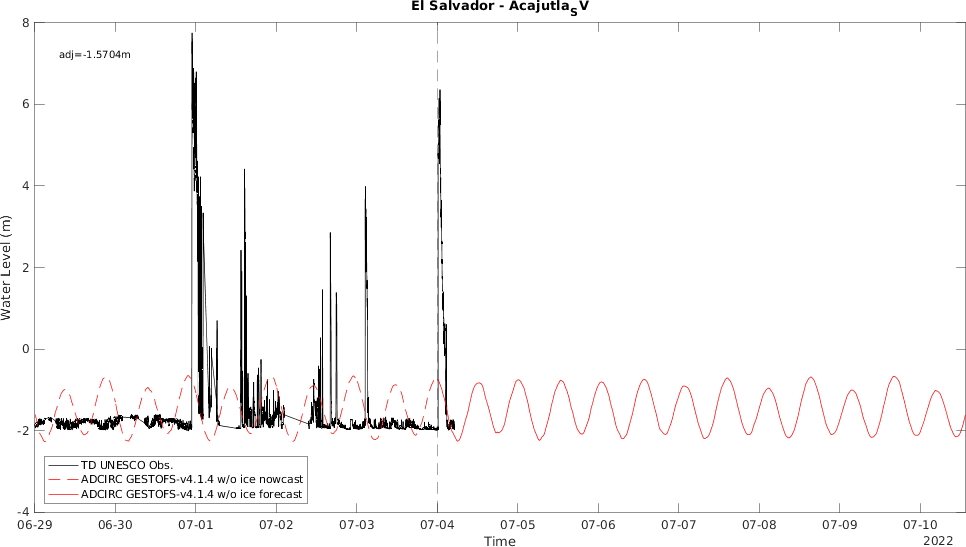 El Salvador - AcajutlaSV
8
adj=-1.5704m
6
4
2
0
-2
-4
Water Level (m)
TD UNESCO Obs.
ADCIRC GESTOFS-v4.1.4 w/o ice nowcast
ADCIRC GESTOFS-v4.1.4 w/o ice forecast
06-29 06-30 07-01 07-02 07-03 07-04 07-05 07-06 07-07 07-08 07-09 07-10
Time
2022